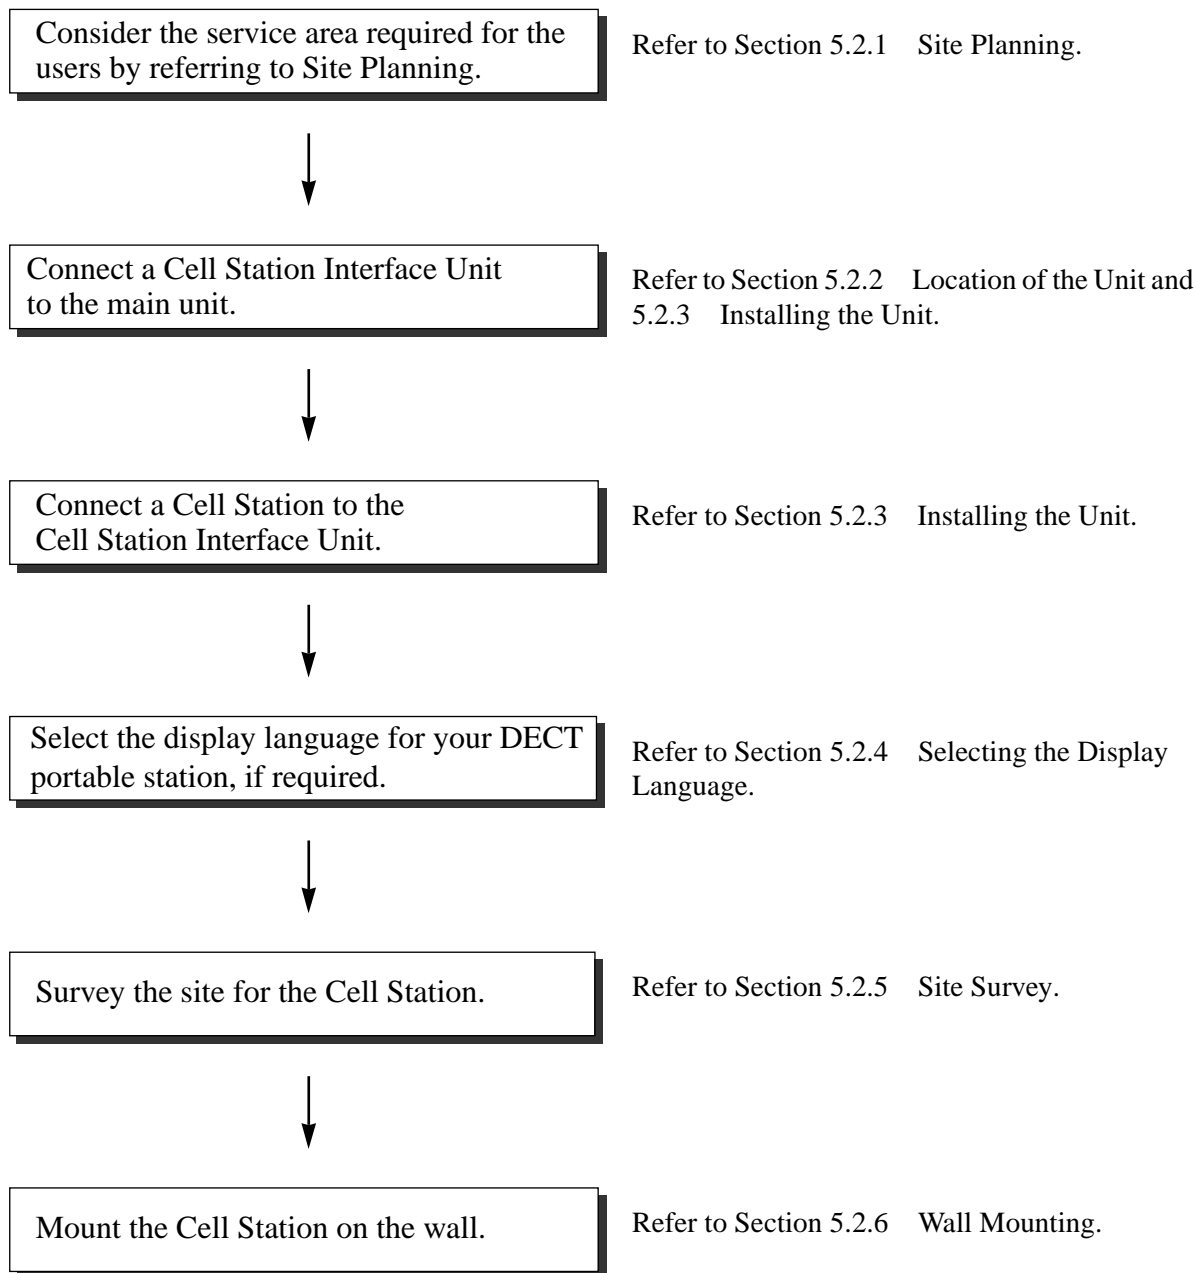 Consider the service area required for the
users by referring to Site Planning.
Refer to Section 5.2.1 Site Planning.
Connect a Cell Station Interface Unit
to the main unit.
Refer to Section 5.2.2 Location of the Unit and
5.2.3 Installing the Unit.
Connect a Cell Station to the
Cell Station Interface Unit.
Refer to Section 5.2.3 Installing the Unit.
Select the display language for your DECT
portable station, if required.
Refer to Section 5.2.4 Selecting the Display
Language.
Survey the site for the Cell Station.
Refer to Section 5.2.5 Site Survey.
Mount the Cell Station on the wall.
Refer to Section 5.2.6 Wall Mounting.